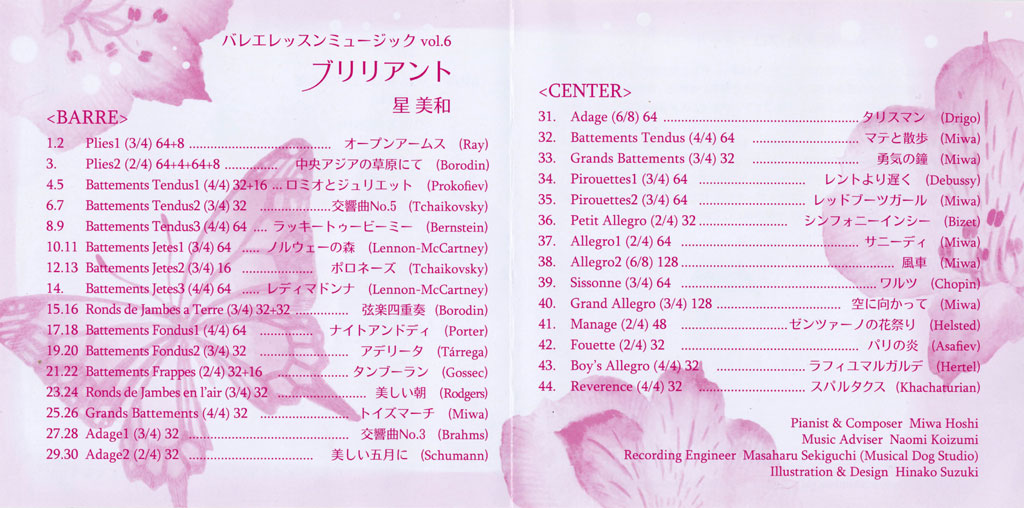 バレエレッスンミュージック vol.6
ブリリアント
星 美和
<BARRE>
1.2 Plies1 (3/4) 64+8 ........................ オープンアームス (Ray)
3. Plies2 (2/4) 64+4+64+8 ............. 中央アジアの草原にて (Borodin)
4.5 Battements Tendus1 (4/4) 32+16 ... ロミオとジュリエット (Prokofiev)
6.7 Battements Tendus2 (3/4) 32 ..................... 交響曲No.5 (Tchaikovsky)
8.9 Battements Tendus3 (4/4) 64 .... ラッキートゥービーミー (Bernstein)
10.11 Battements Jetes1 (3/4) 64 ..... ノルウェーの森 (Lennon-McCartney)
12.13 Battements Jetes2 (3/4) 16 ................. ポロネーズ (Tchaikovsky)
14. Battements Jetes3 (4/4) 64 ..... レディマドンナ (Lennon-McCartney)
15.16 Ronds de Jambes a Terre (3/4) 32+32 ................. 弦楽四重奏 (Borodin)
17.18 Battements Fondus1 (4/4) 64 ................. ナイトアンドディ (Porter)
19.20 Battements Fondus2 (3/4) 32 ...................... アデリータ (Tárrega)
21.22 Battements Frappes (2/4) 32+16 ..................... タンブーラン (Gossec)
23.24 Ronds de Jambes en l'air (3/4) 32 ............................ 美しい朝 (Rodgers)
25.26 Grands Battements (4/4) 32 ........................... トイズマーチ (Miwa)
27.28 Adage1 (3/4) 32 ....................................... 交響曲No.3 (Brahms)
29.30 Adage2 (2/4) 32 ................................ 美しい五月に (Schumann)
<CENTER>
31. Adage (6/8) 64 ................................................ タリスマン (Drigo)
32. Battements Tendus (4/4) 64 ............................... マテと散歩 (Miwa)
33. Grands Battements (3/4) 32 .............................. 勇気の鐘 (Miwa)
34. Pirouettes1 (3/4) 64 ................................. レントより遅く (Debussy)
35. Pirouettes2 (3/4) 64 .......................... レッドブーツガール (Miwa)
36. Petit Allegro (2/4) 32 ........................... シンフォニーインシー (Bizet)
37. Allegro1 (2/4) 64 ............................................ サニーディ (Miwa)
38. Allegro2 (6/8) 128 ................................................ 風車 (Miwa)
39. Sissonne (3/4) 64 ............................................ ワルツ (Chopin)
40. Grand Allegro (3/4) 128 ................................ 空に向かって (Miwa)
41. Manage (2/4) 48 ........................... ゼンツァーノの花祭り (Helsted)
42. Fouette (2/4) 32 ........................................ パリの炎 (Asafiev)
43. Boy's Allegro (4/4) 32 ......................... ラフィユマルガルデ (Hertel)
44. Reverence (4/4) 32 ............................ スパルタクス (Khachaturian)
Pianist & Composer Miwa Hoshi
Music Adviser Naomi Koizumi
Recording Engineer Masaharu Sekiguchi (Musical Dog Studio)
Illustration & Design Hinako Suzuki